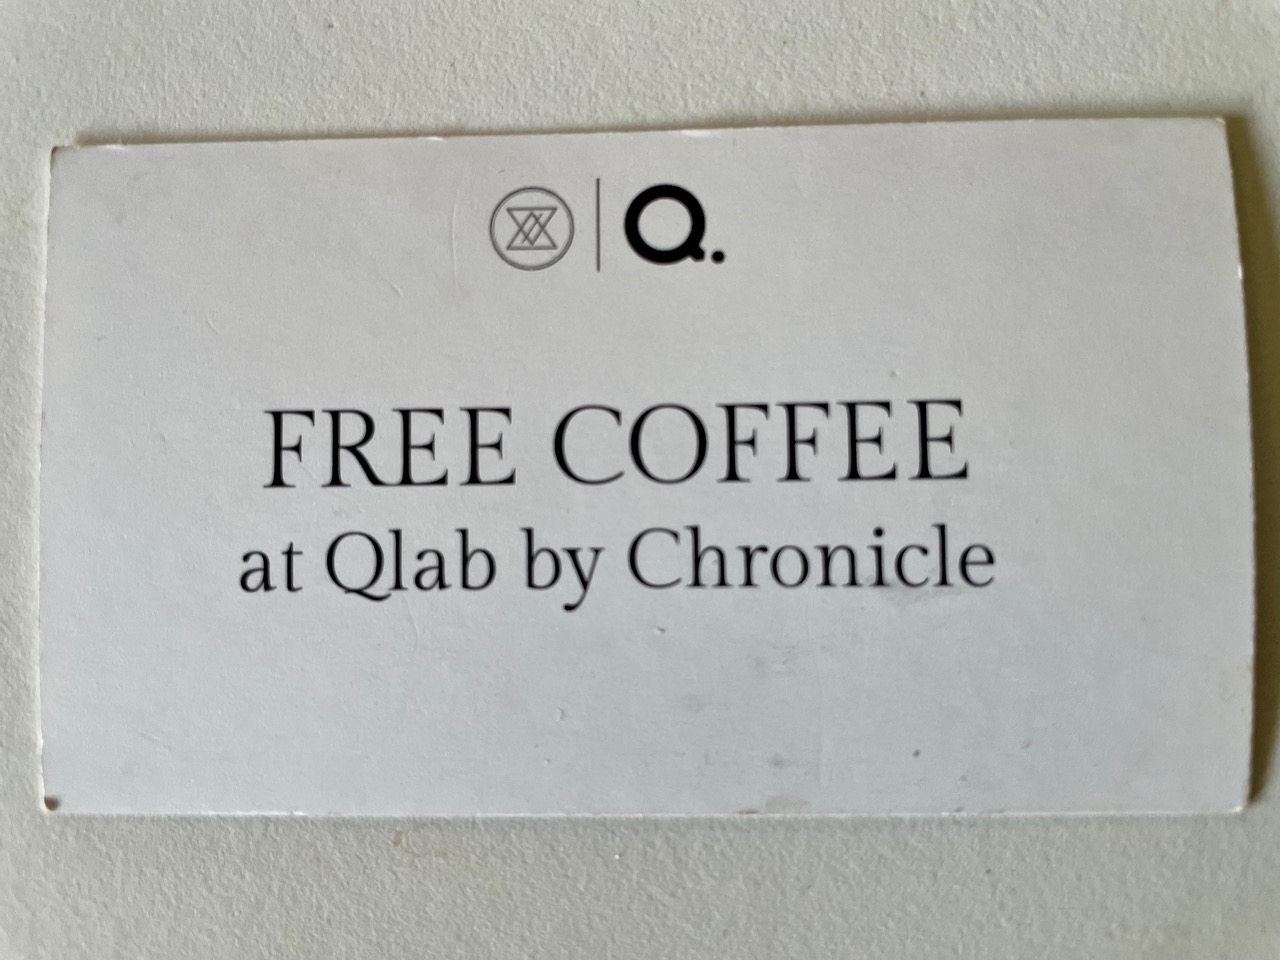 Q.
FREE COFFEE
at Qlab by Chronicle